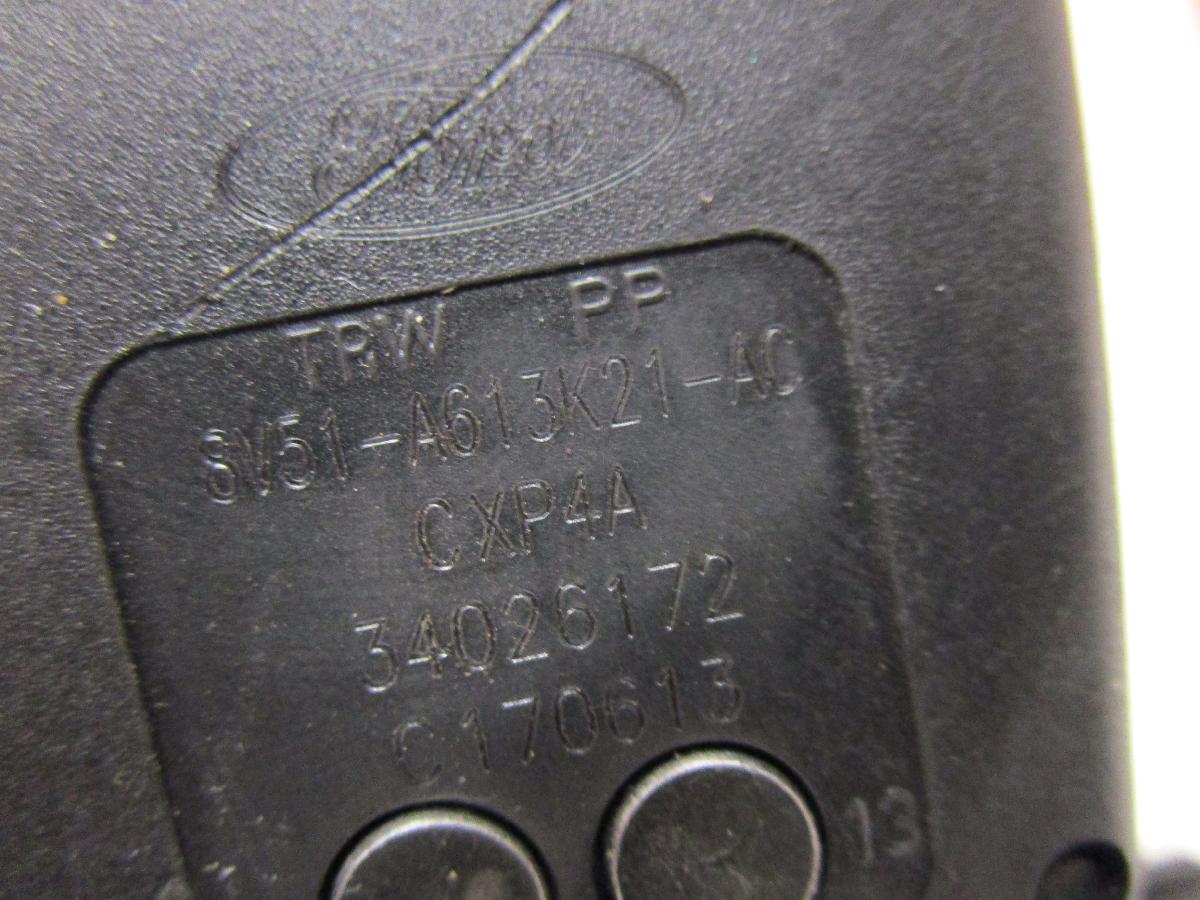 Ford
TRW PP
8V51-A613K21-AC
CXP4A
34026172
C170613
13